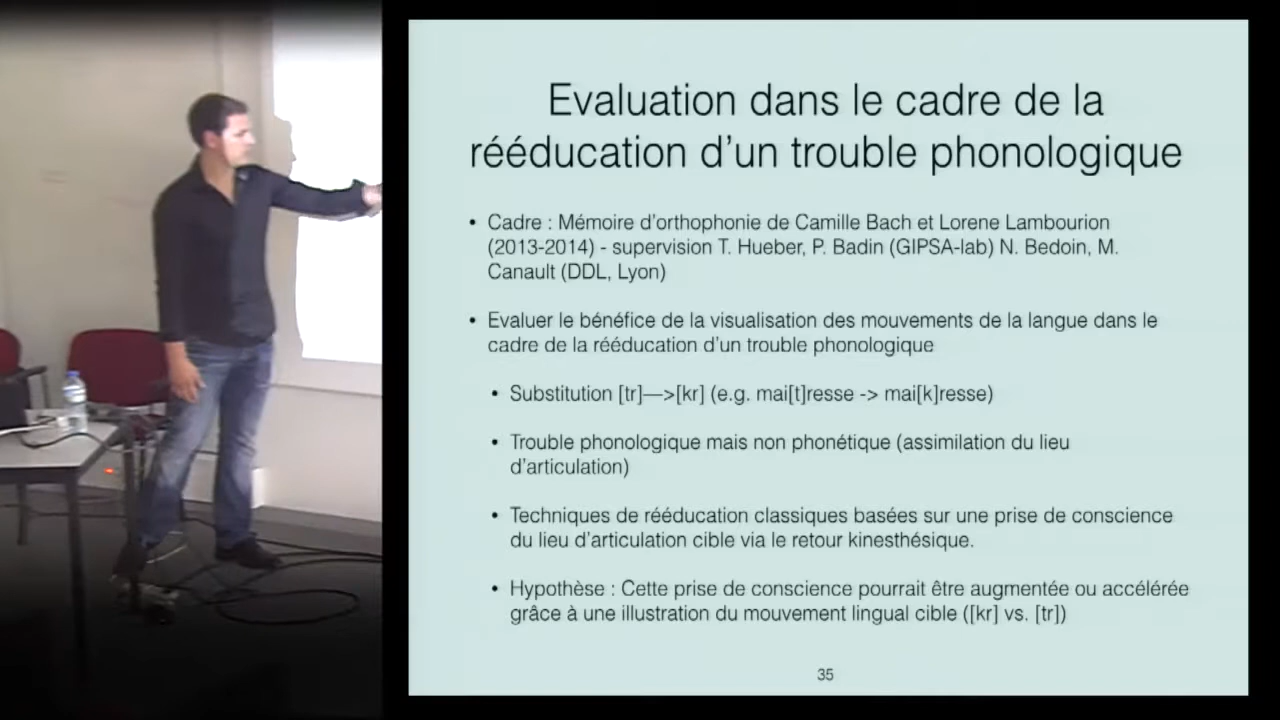 Evaluation dans le cadre de la
rééducation d'un trouble phonologique
• Cadre : Mémoire d'orthophonie de Camille Bach et Lorene Lambourion
(2013-2014) - supervision T. Hueber, P. Badin (GIPSA-lab) N. Bedoin, M.
Canault (DDL, Lyon)
• Evaluer le bénéfice de la visualisation des mouvements de la langue dans le
cadre de la rééducation d'un trouble phonologique
• Substitution [tr]—>[kr] (e.g. mai[t]resse -> mai[k]resse)
• Trouble phonologique mais non phonétique (assimilation du lieu
d'articulation)
• Techniques de rééducation classiques basées sur une prise de conscience
du lieu d'articulation cible via le retour kinesthésique.
• Hypothèse : Cette prise de conscience pourrait être augmentée ou accélérée
grâce à une illustration du mouvement lingual cible ([kr] vs. [tr])
35